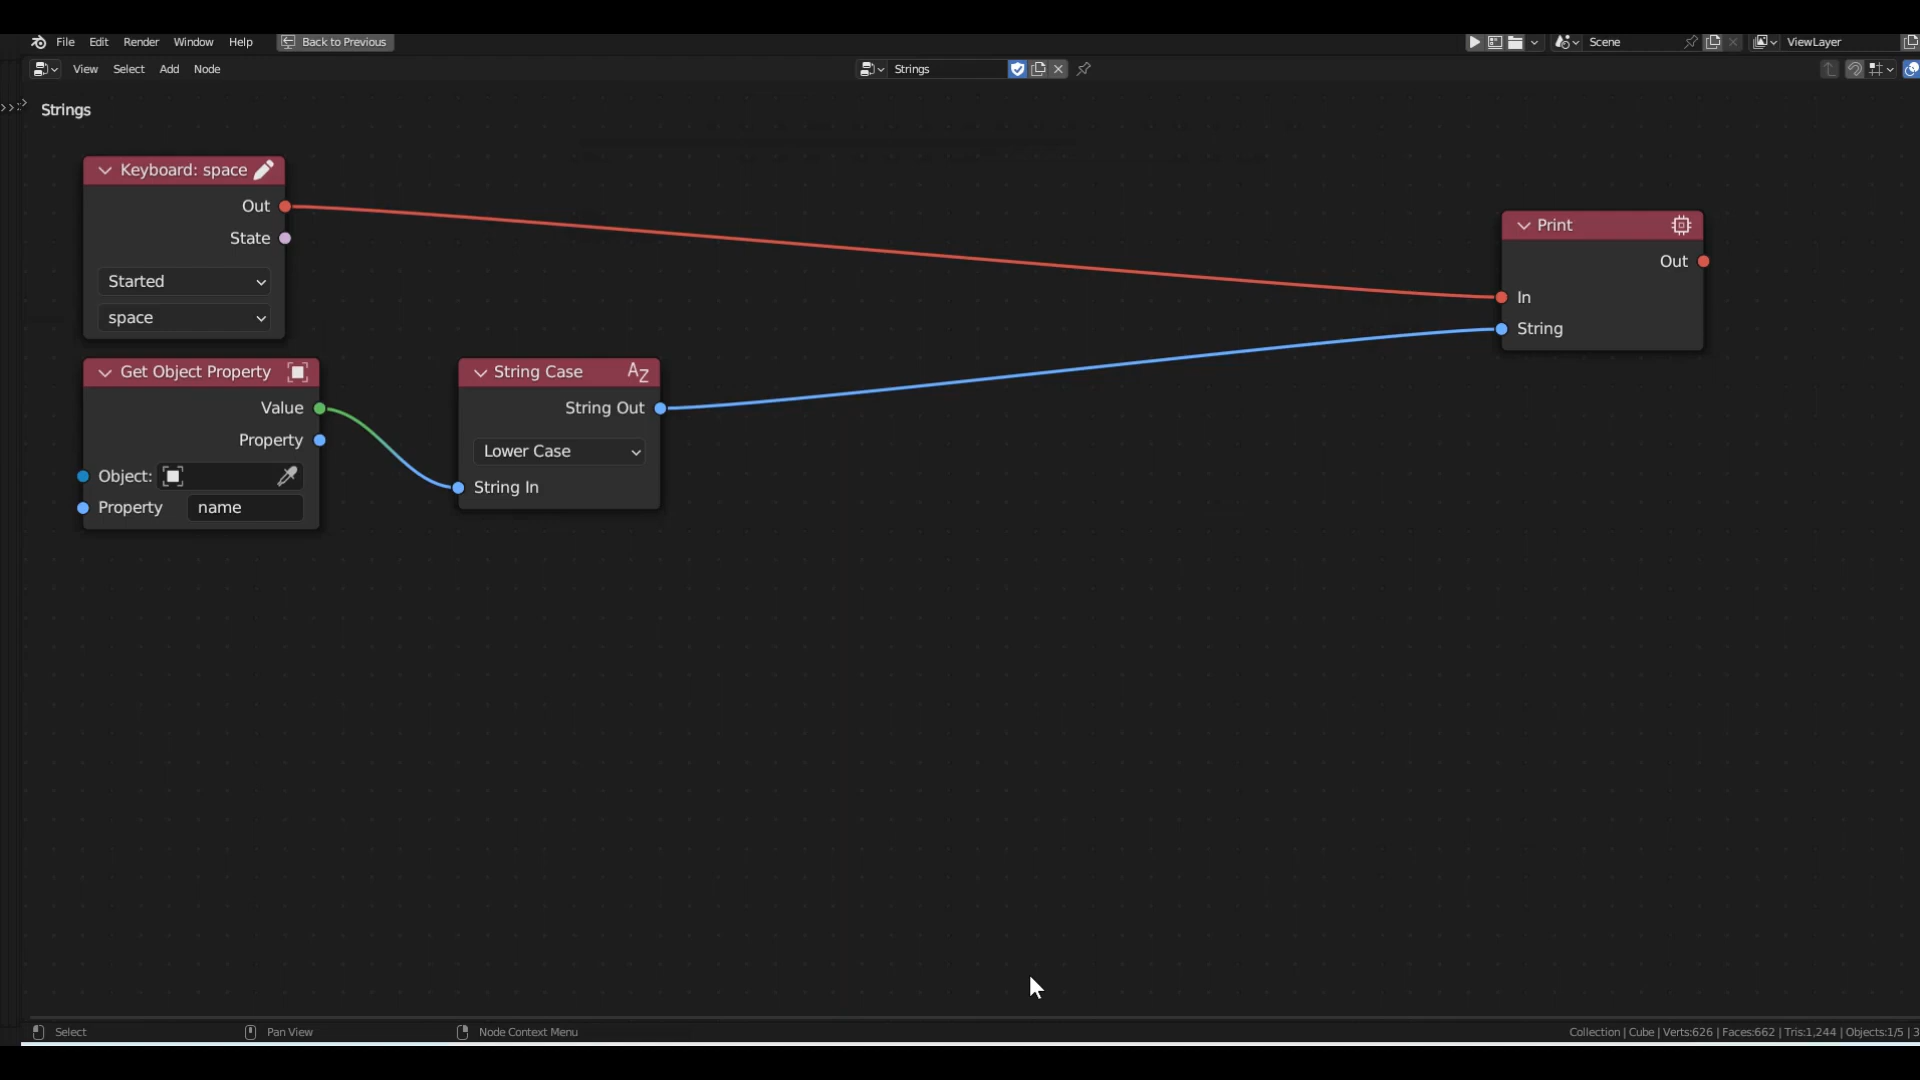 File Edit Render Window Help Back to Previous Scene ViewLayer
View Select Add Node Strings
Strings
Keyboard: space
Out
State
Started
space
Print
Out
In
String
Get Object Property
Value
Property
Object:
Property name
String Case
String Out
Lower Case
String In
Select Pan View Node Context Menu Collection | Cube | Verts:626 | Faces:662 | Tris:1,244 | Objects:1/5 | 3